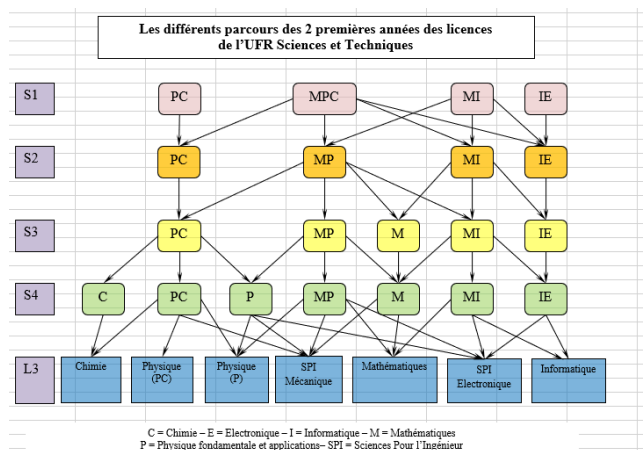 Les différents parcours des 2 premières années des licences
de l'UFR Sciences et Techniques
S1 PC MPC MI IE
S2 PC MP MI IE
S3 PC MP M MI IE
S4 C PC P MP M MI IE
L3 Chimie Physique (PC) Physique (P) SPI Mécanique Mathématiques SPI Electronique Informatique
C = Chimie – E = Electronique - I = Informatique – M = Mathématiques
P = Physique fondamentale et applications– SPI = Sciences Pour l'Ingénieur